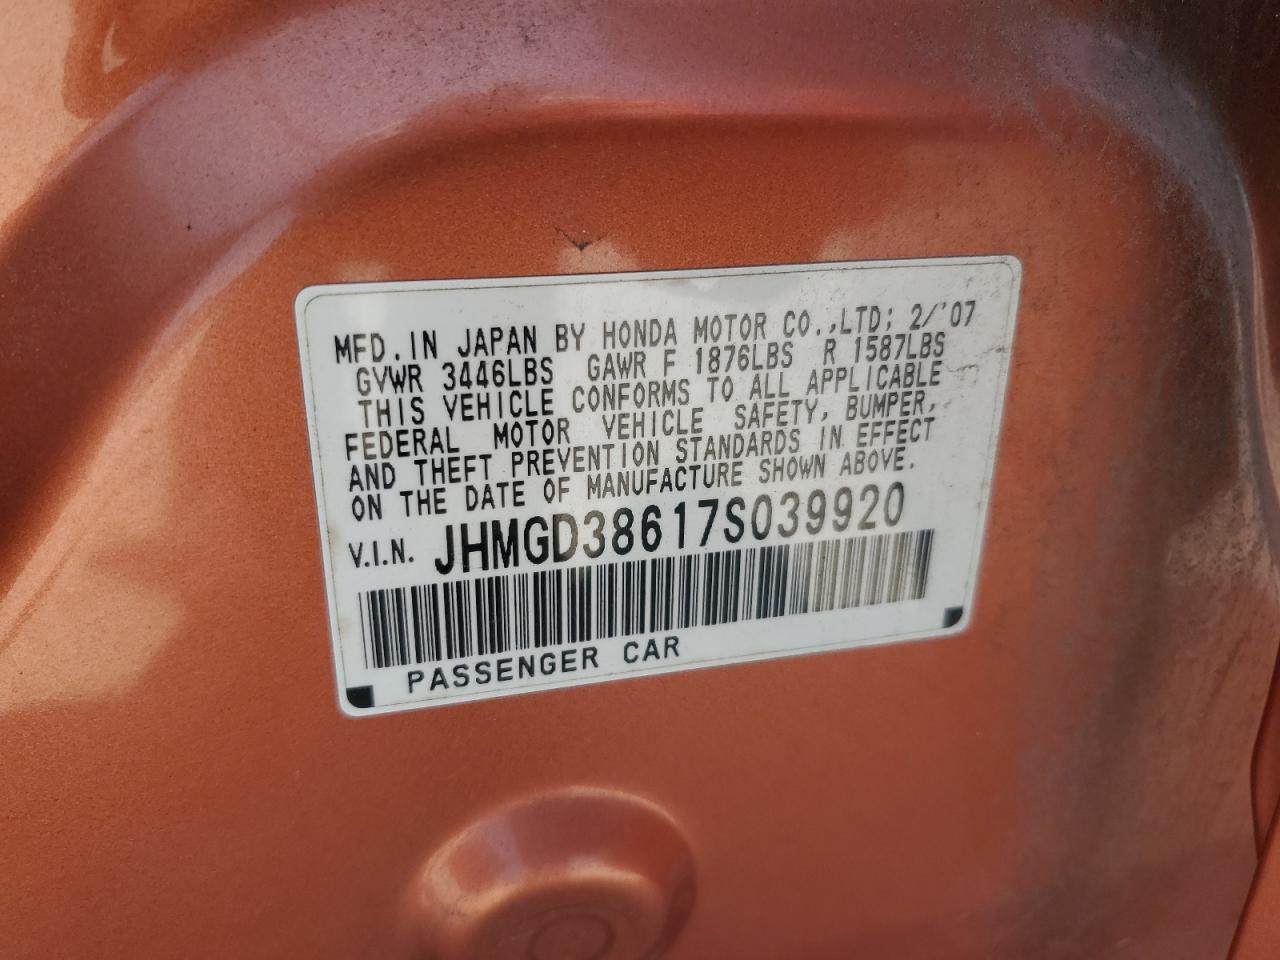 MFD. IN JAPAN BY HONDA MOTOR CO.,LTD; 2/'07
GVWR 3446LBS GAWR F 1876LBS R 1587LBS
THIS VEHICLE CONFORMS TO ALL APPLICABLE
FEDERAL MOTOR VEHICLE SAFETY, BUMPER,
AND THEFT PREVENTION STANDARDS IN EFFECT
ON THE DATE OF MANUFACTURE SHOWN ABOVE.
V.I.N. JHMGD38617S039920
PASSENGER CAR